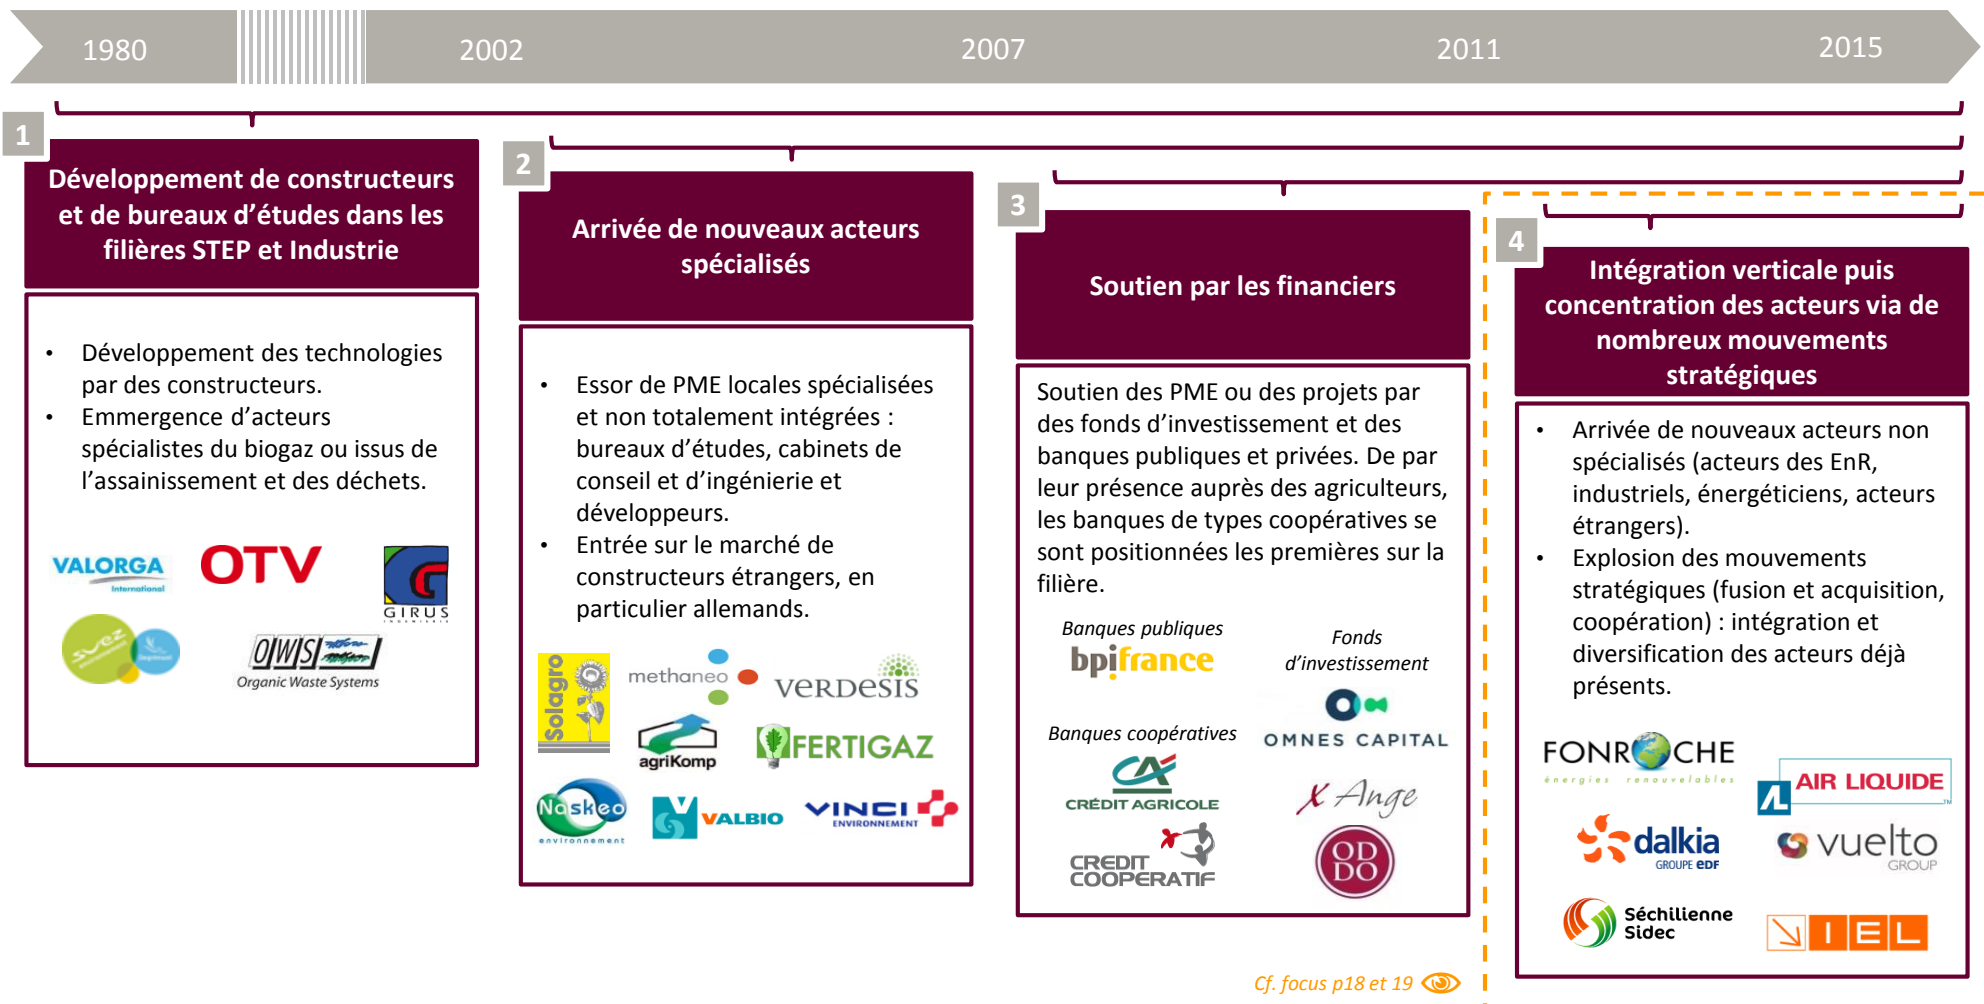 1980
2002
2007
2011
2015
1
Développement de constructeurs
et de bureaux d'études dans les
filières STEP et Industrie
• Développement des technologies
par des constructeurs.
• Emmergence d'acteurs
spécialistes du biogaz ou issus de
l'assainissement et des déchets.
VALORGA
International
OTV
GIRUS
INGENIERIE
suez
Degrémont
OWS
Organic Waste Systems
2
Arrivée de nouveaux acteurs
spécialisés
• Essor de PME locales spécialisées
et non totalement intégrées :
bureaux d'études, cabinets de
conseil et d'ingénierie et
développeurs.
• Entrée sur le marché de
constructeurs étrangers, en
particulier allemands.
Solagro
methaneo
VERDESIS
agriKomp
FERTIGAZ
Naskeo
environnement
VALBIO
VINCI
ENVIRONNEMENT
3
Soutien par les financiers
Soutien des PME ou des projets par
des fonds d'investissement et des
banques publiques et privées. De par
leur présence auprès des agriculteurs,
les banques de types coopératives se
sont positionnées les premières sur la
filière.
Banques publiques
bpifrance
Banques coopératives
CA
CRÉDIT AGRICOLE
CREDIT
COOPERATIF
Fonds
d'investissement
OMNES CAPITAL
X Ange
OD
DO
Cf. focus p18 et 19
4
Intégration verticale puis
concentration des acteurs via de
nombreux mouvements
stratégiques
• Arrivée de nouveaux acteurs non
spécialisés (acteurs des EnR,
industriels, énergéticiens, acteurs
étrangers).
• Explosion des mouvements
stratégiques (fusion et acquisition,
coopération) : intégration et
diversification des acteurs déjà
présents.
FONROCHE
énergies renouvelables
AL AIR LIQUIDE
TM
dalkia
GROUPE EDF
vuelto
GROUP
Séchilienne
Sidec
IEL